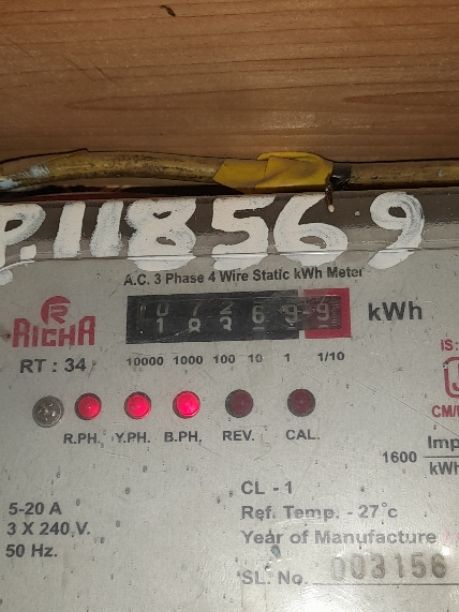 P.118569
A.C. 3 Phase 4 Wire Static kWh Meter
kWh
RICHA
RT : 34
10000 1000 100 10 1 1/10
IS:
R.PH. Y.PH. B.PH. REV. CAL.
CM/
1600 Imp
kWh
5-20 A
3 X 240 V.
50 Hz.
CL - 1
Ref. Temp. - 27°c
Year of Manufacture
SL. No. 003156